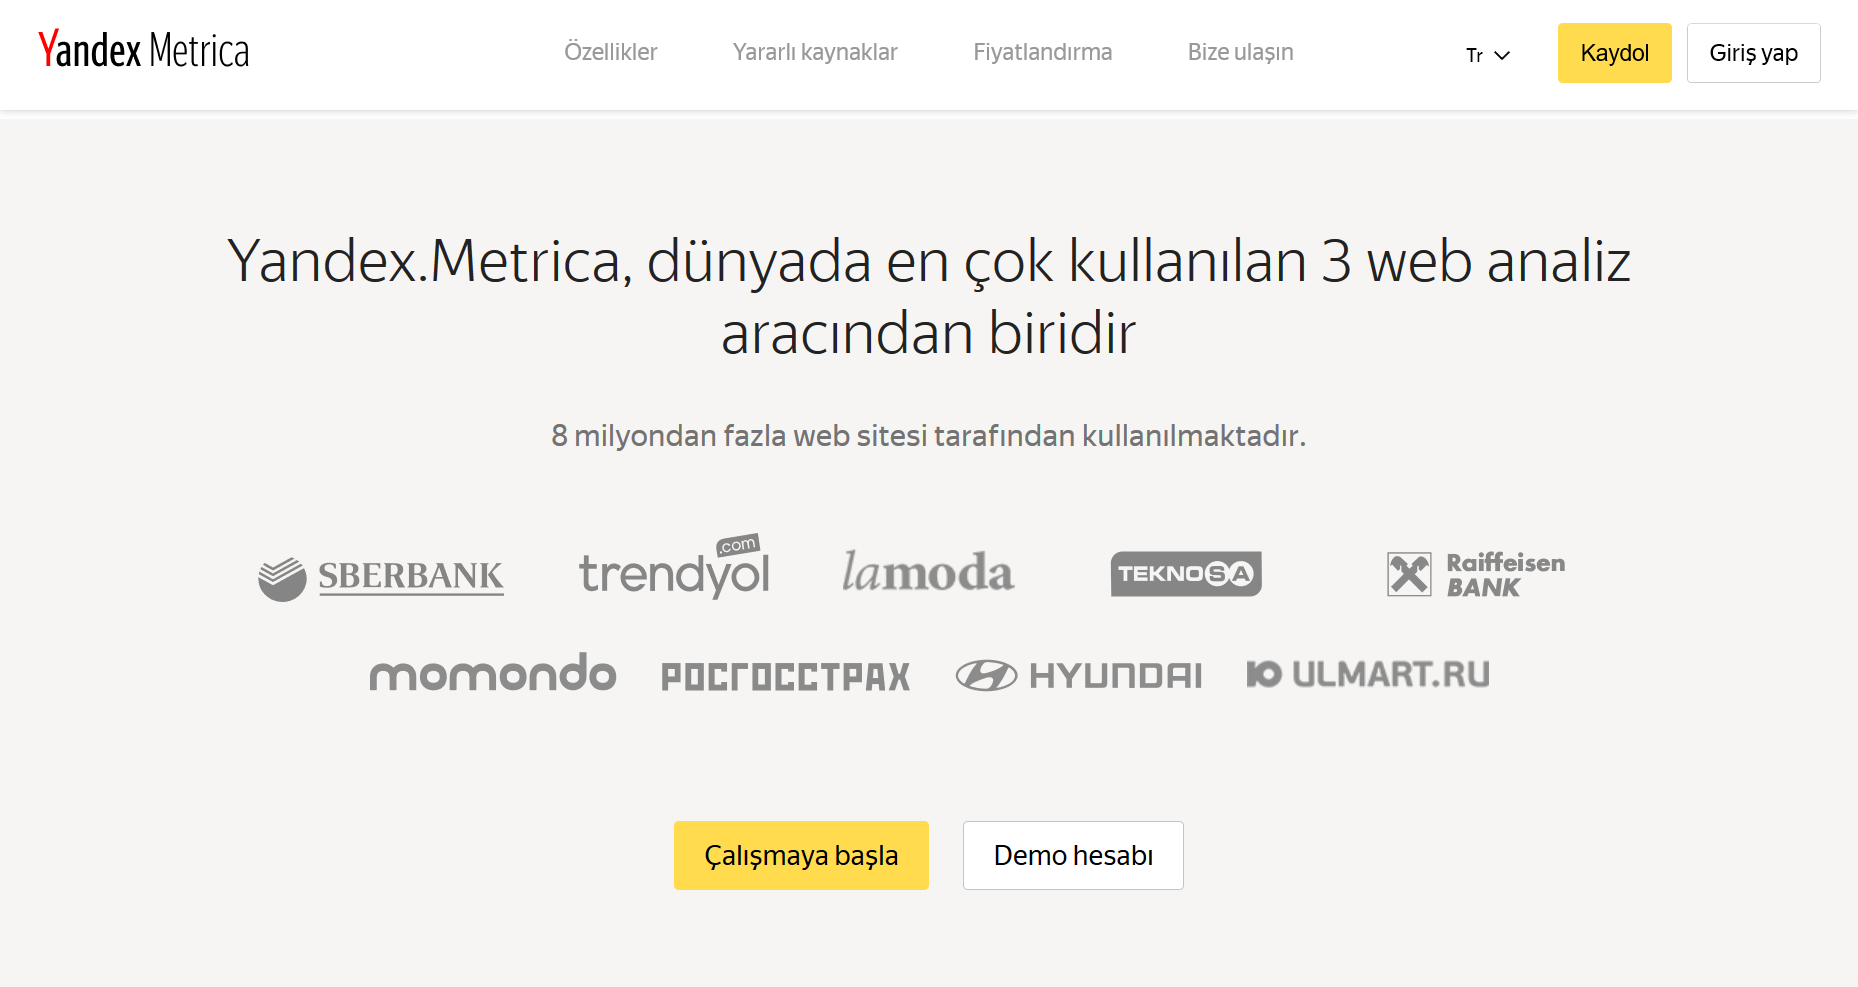 Yandex Metrica
Özellikler
Yararlı kaynaklar
Fiyatlandırma
Bize ulaşın
Tr
Kaydol
Giriş yap
Yandex.Metrica, dünyada en çok kullanılan 3 web analiz
aracından biridir
8 milyondan fazla web sitesi tarafından kullanılmaktadır.
SBERBANK
trendyol
.com
lamoda
TEKNOSA
Raiffeisen
BANK
momondo
РОСГОССТРАХ
HYUNDAI
Ю ULMART.RU
Çalışmaya başla
Demo hesabı